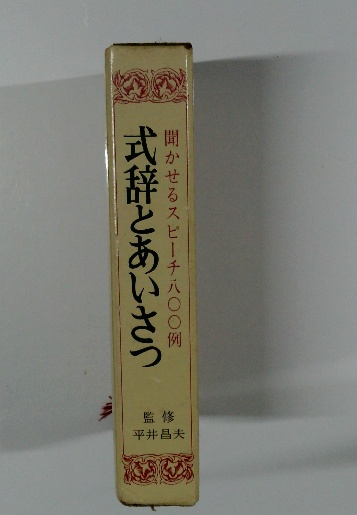 聞かせるスピーチ八〇〇例
式辞とあいさつ
監修
平井昌夫